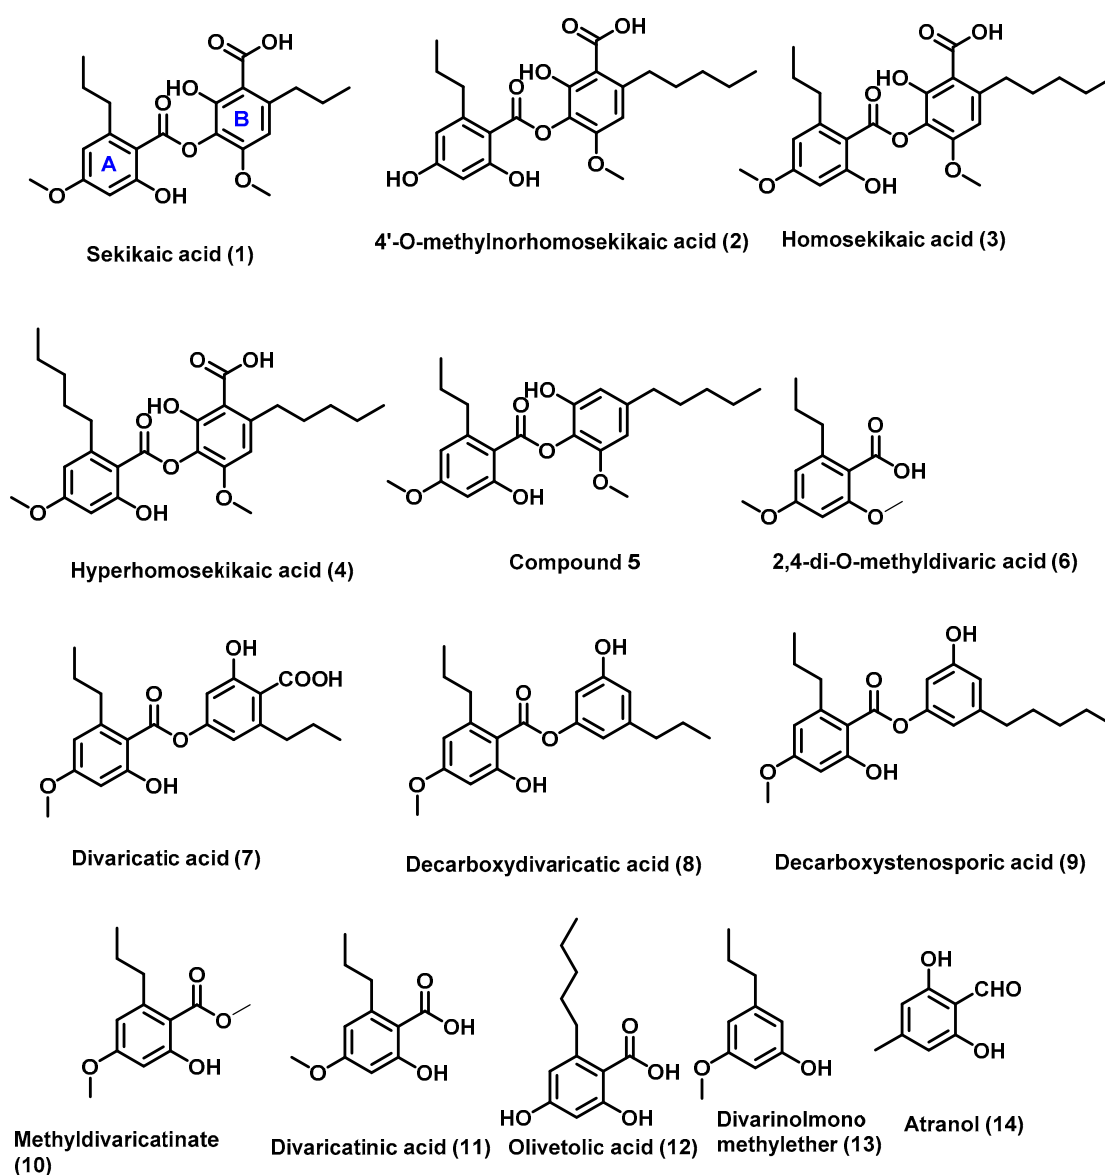 O OH
HO
B
O
O
A
O
OH
O
Sekikaic acid (1)
O OH
HO
O
O
HO OH
O
4'-O-methylnorhomosekikaic acid (2)
O OH
HO
O
O
O OH
O
Homosekikaic acid (3)
O OH
HO
O
O
O OH
O
Hyperhomosekikaic acid (4)
HO
O
O
O OH
O
Compound 5
O
OH
O O
2,4-di-O-methyldivaric acid (6)
OH
COOH
O
O
O OH
Divaricatic acid (7)
OH
O
O
O OH
Decarboxydivaricatic acid (8)
OH
O
O
O OH
Decarboxystenosporic acid (9)
O
O
O OH
Methyldivaricatinate
(10)
O
OH
O OH
Divaricatinic acid (11)
O
OH
HO OH
Olivetolic acid (12)
O OH
Divarinolmono
methylether (13)
OH
CHO
OH
Atranol (14)